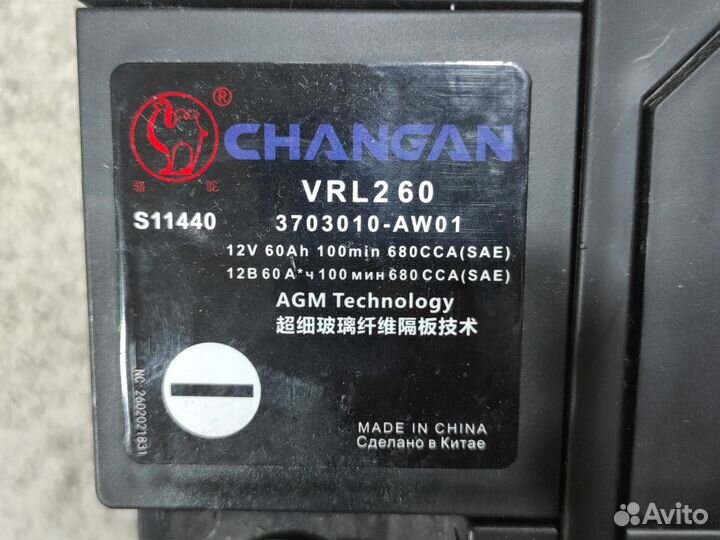 ®
CHANGAN
骆 驼
VRL2 60
S11440
3703010-AW01
12V 60Ah 100min 680CCA(SAE)
12В 60 А*ч 100 мин 680 CCA(SAE)
AGM Technology
超细玻璃纤维隔板技术
NC: 2602021831
MADE IN CHINA
Сделано в Китае
Avito